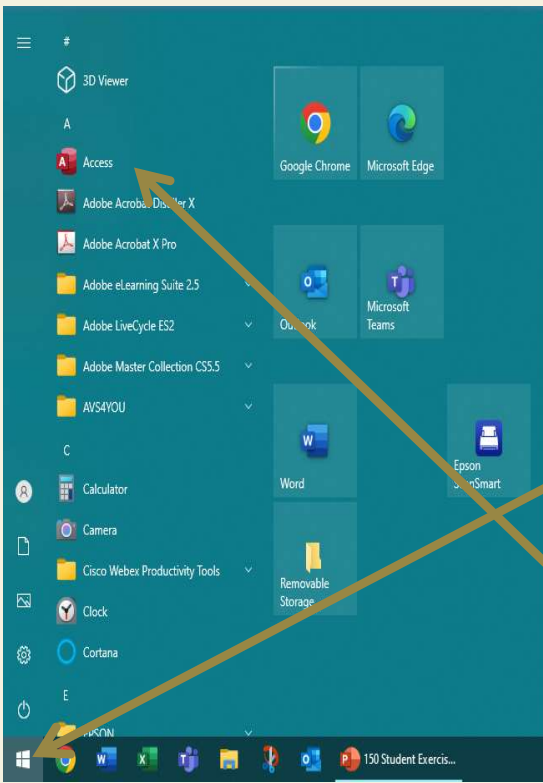 #
3D Viewer
A
Access
Adobe Acrobat Distiller X
Adobe Acrobat X Pro
Adobe eLearning Suite 2.5
Adobe LiveCycle ES2
Adobe Master Collection CS5.5
AVS4YOU
C
Calculator
Camera
Cisco Webex Productivity Tools
Clock
Cortana
E
EPSON
Google Chrome
Microsoft Edge
Outlook
Microsoft
Teams
Word
Epson
ScanSmart
Removable
Storage
150 Student Exercis...